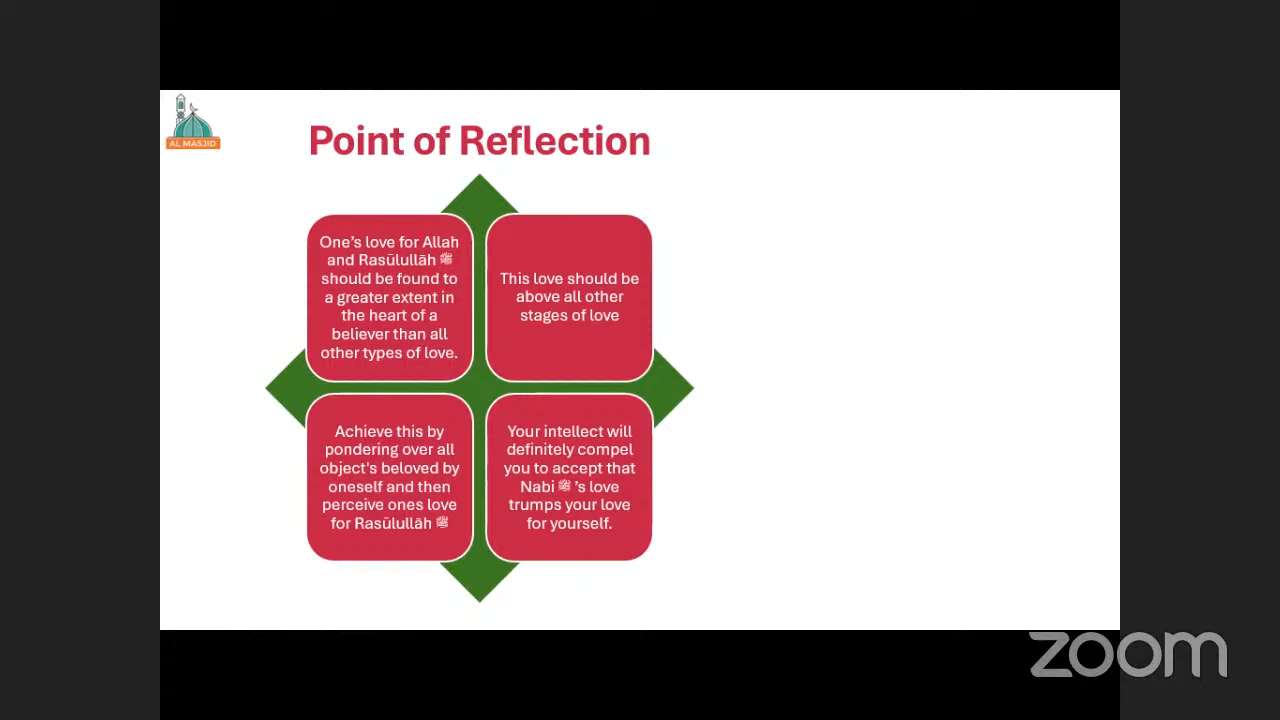 AL MASJID
Point of Reflection
One's love for Allah
and Rasūlullāh ﷺ
should be found to
a greater extent in
the heart of a
believer than all
other types of love.
This love should be
above all other
stages of love
Achieve this by
pondering over all
object's beloved by
oneself and then
perceive ones love
for Rasūlullāh ﷺ
Your intellect will
definitely compel
you to accept that
Nabi ﷺ 's love
trumps your love
for yourself.
zoom